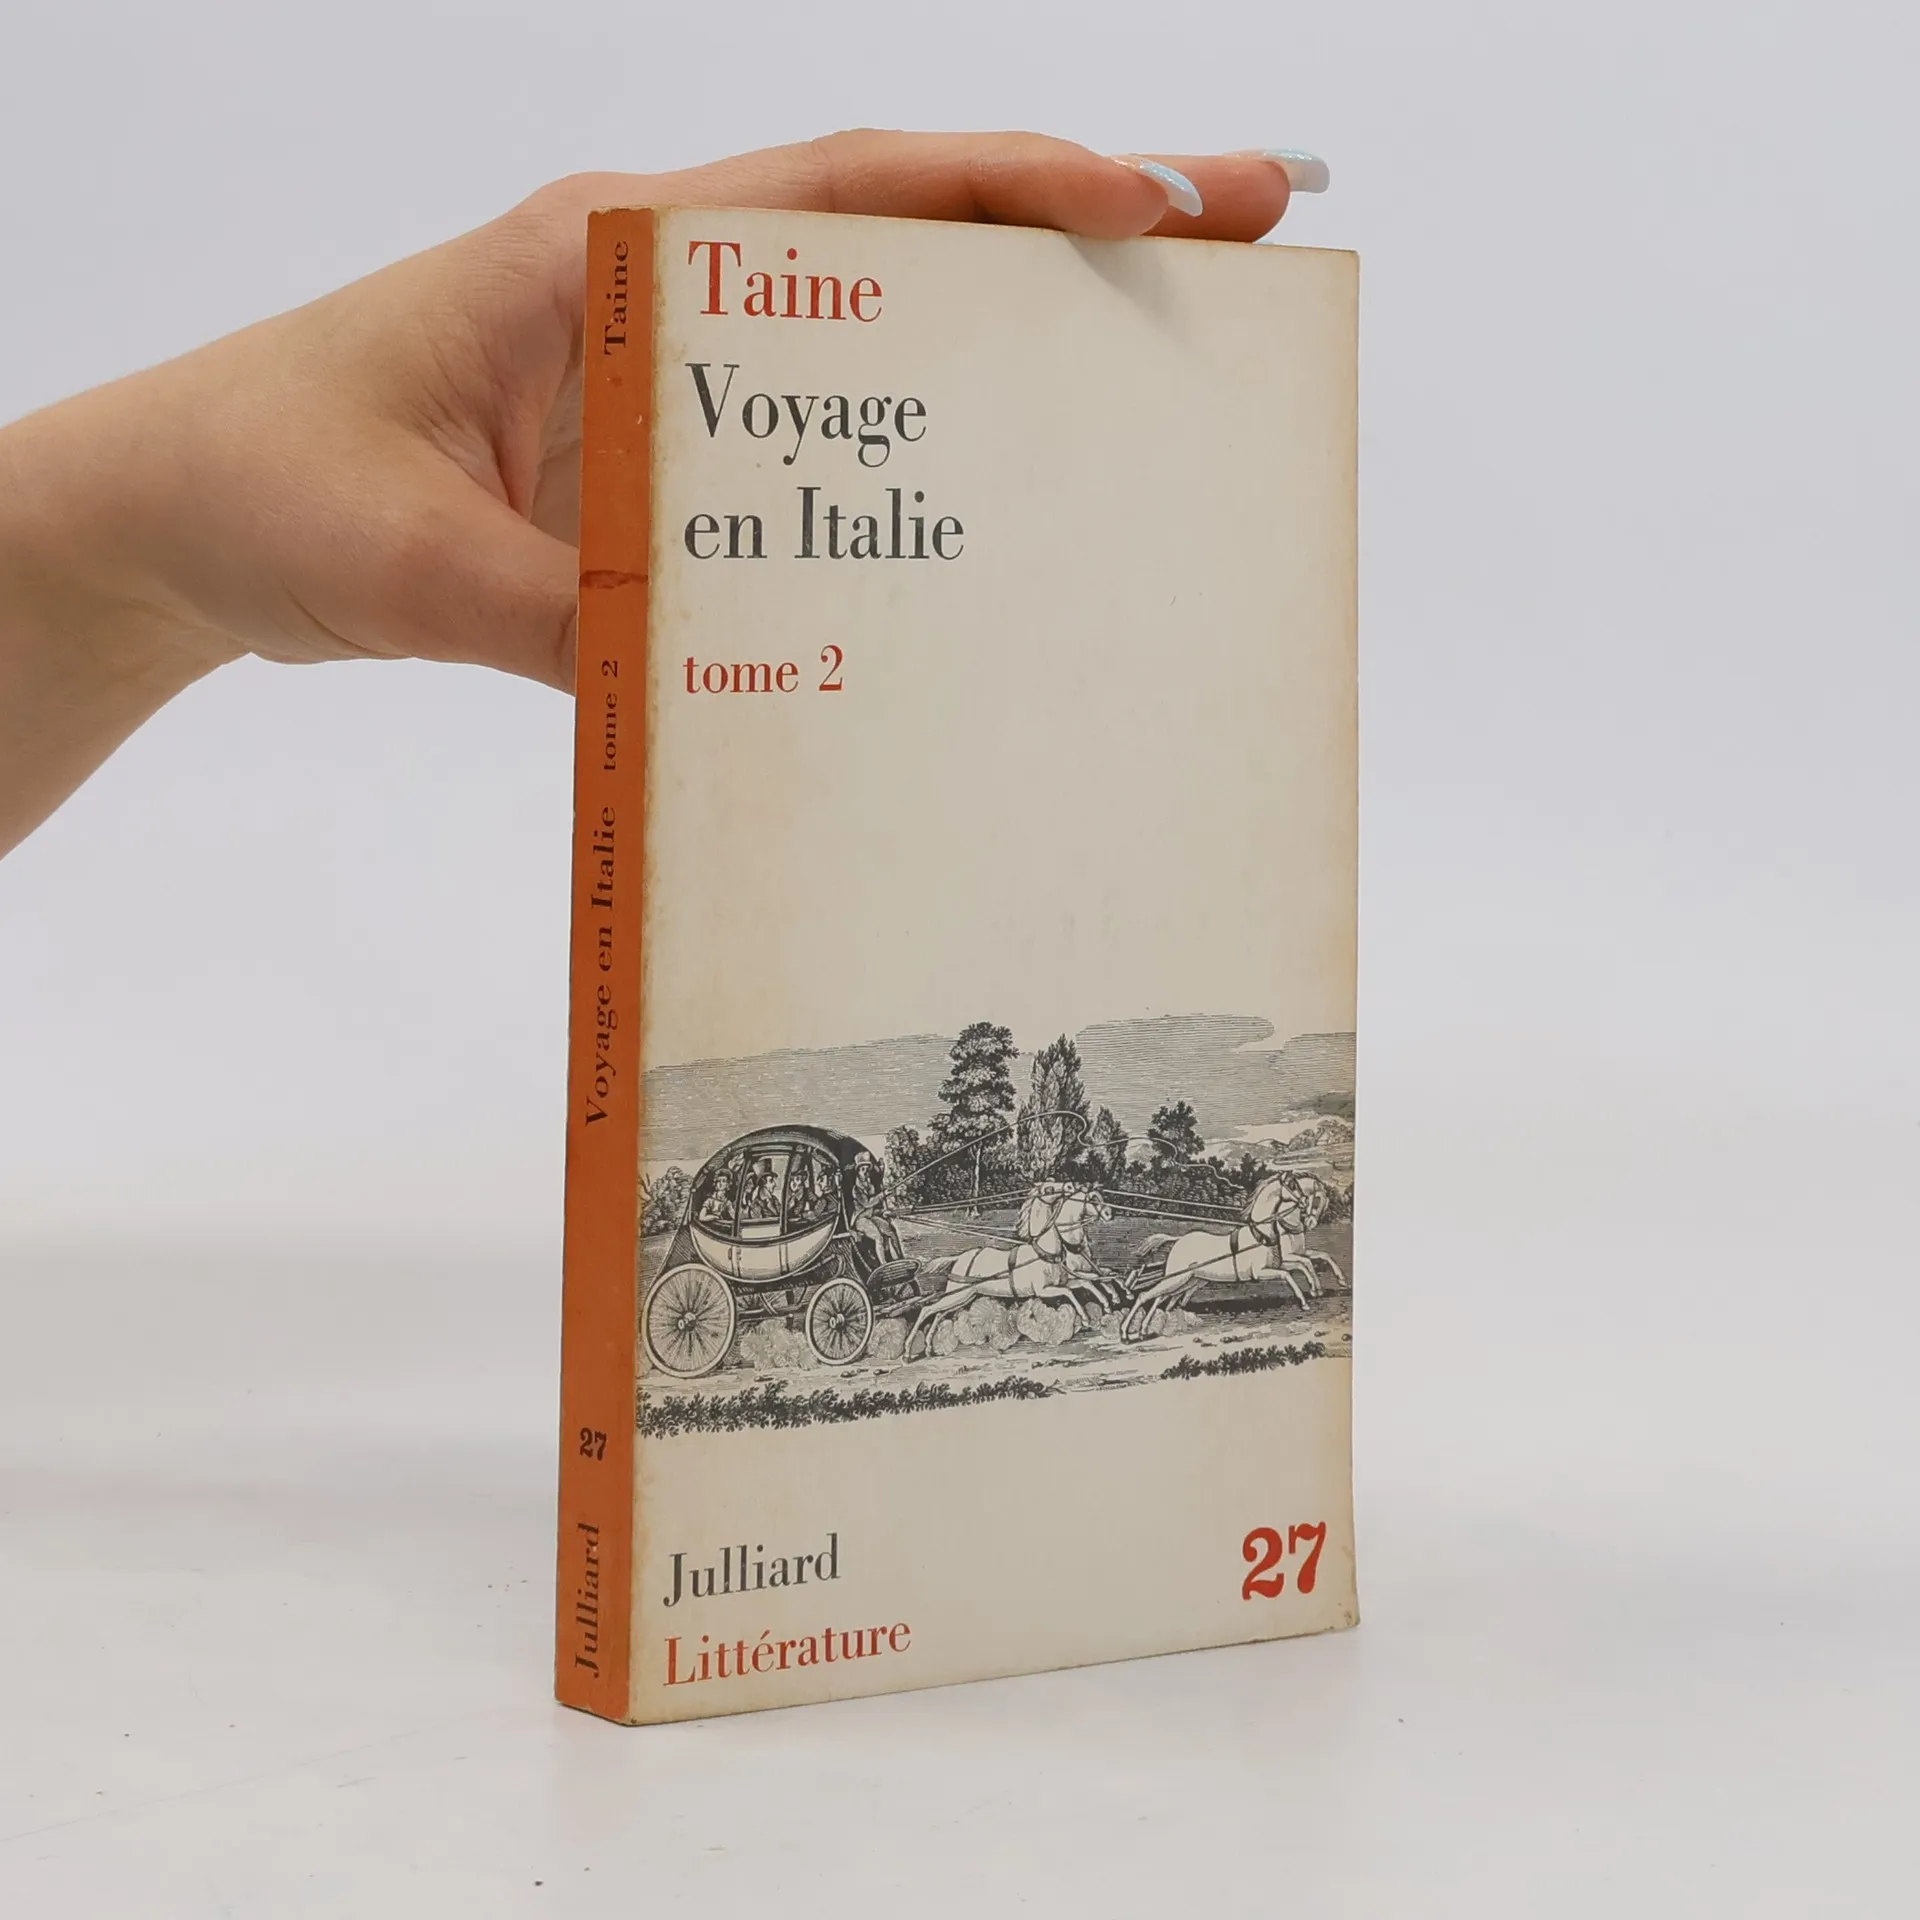 Taine
Voyage
en Italie
tome 2
Julliard
Littérature
27
Taine
Voyage en Italie tome 2
27
Julliard